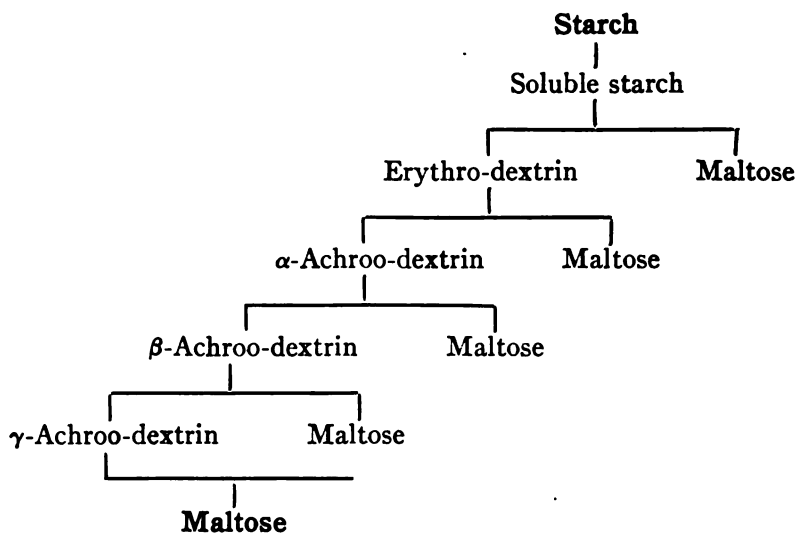 Starch
Soluble starch
Erythro-dextrin Maltose
α-Achroo-dextrin Maltose
β-Achroo-dextrin Maltose
γ-Achroo-dextrin Maltose
Maltose